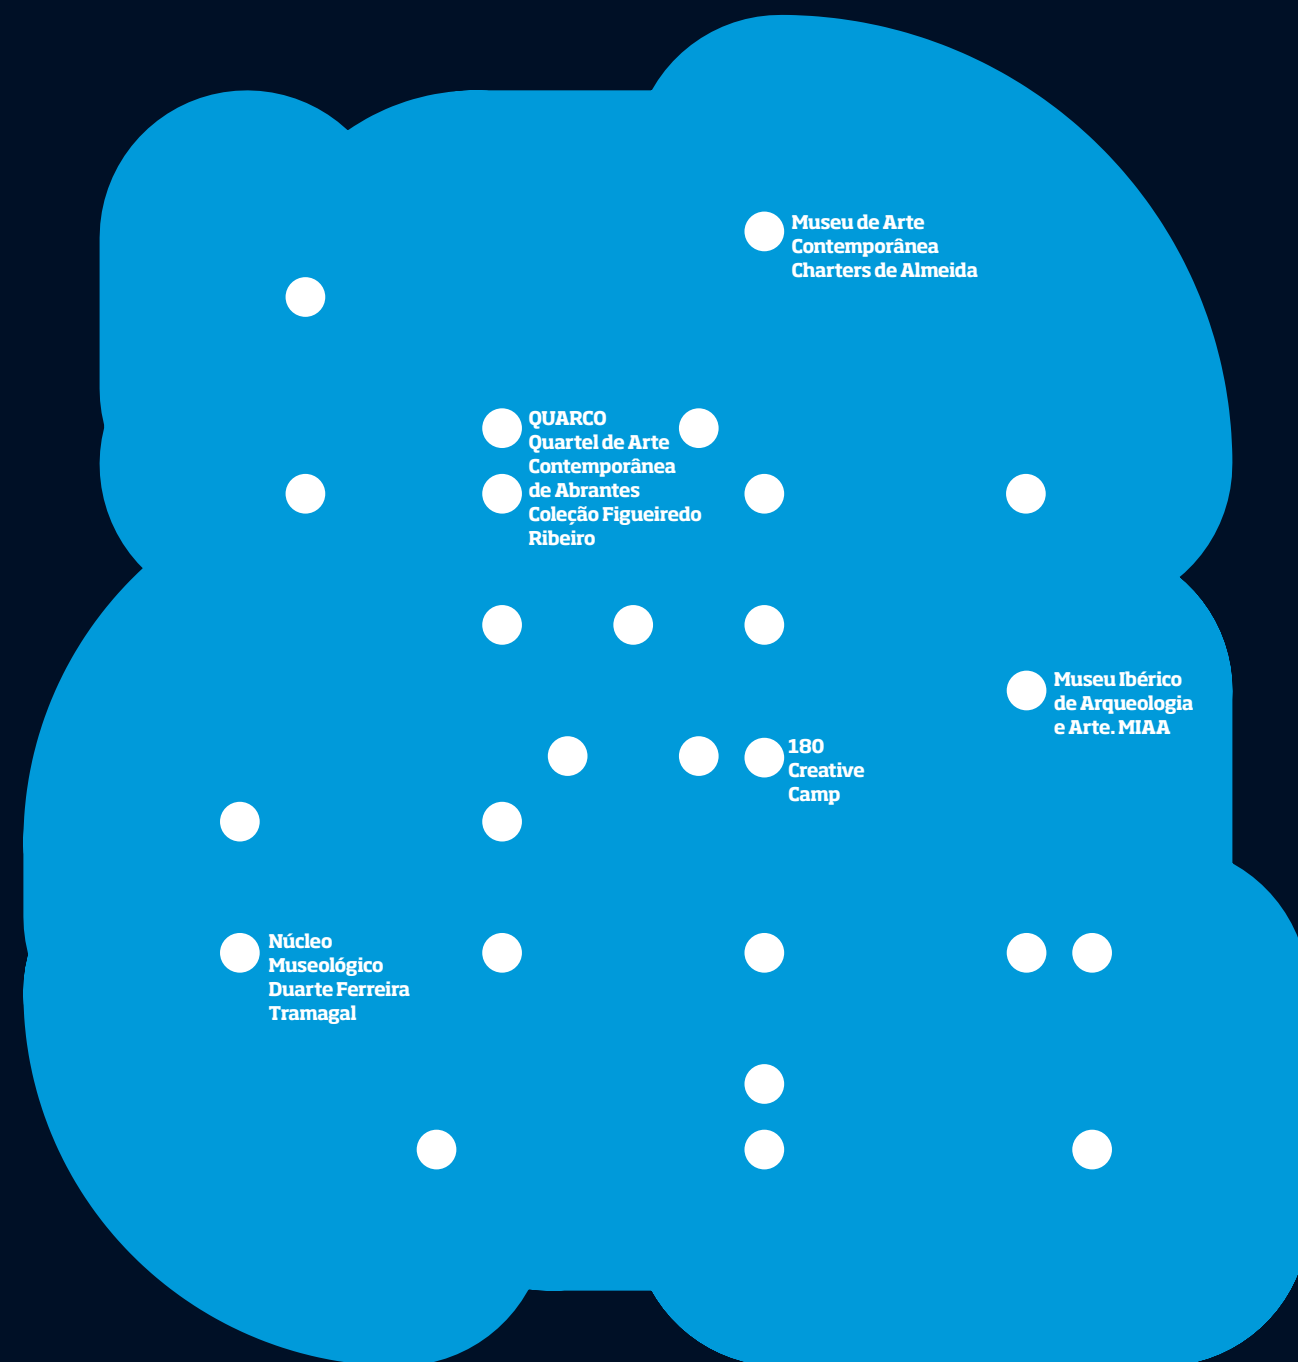 Museu de Arte
Contemporânea
Charters de Almeida
QUARCO
Quartel de Arte
Contemporânea
de Abrantes
Coleção Figueiredo
Ribeiro
Museu Ibérico
de Arqueologia
e Arte. MIAA
180
Creative
Camp
Núcleo
Museológico
Duarte Ferreira
Tramagal